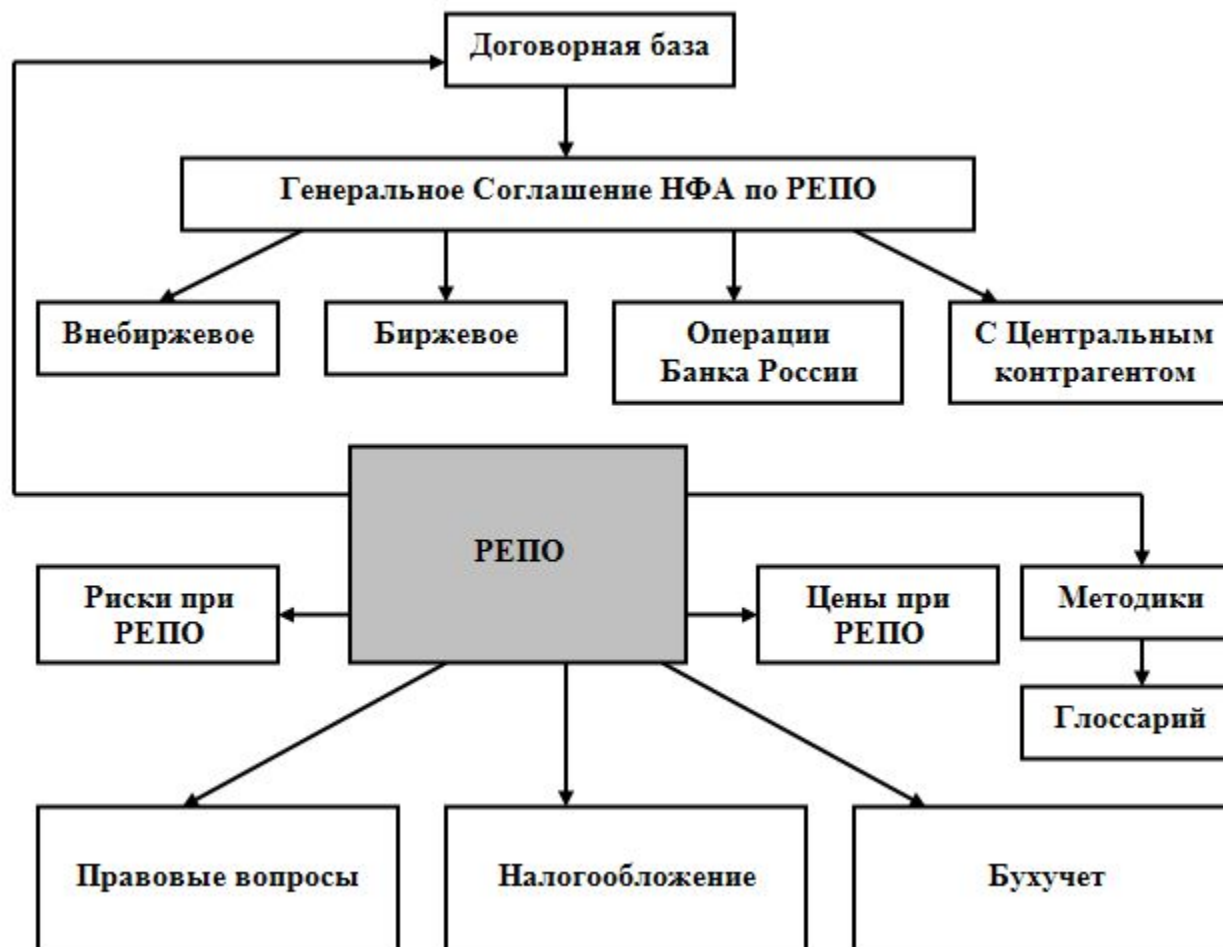 Договорная база
Генеральное Соглашение НФА по РЕПО
Внебиржевое
Биржевое
Операции
Банка России
С Центральным
контрагентом
РЕПО
Риски при
РЕПО
Цены при
РЕПО
Методики
Глоссарий
Правовые вопросы
Налогообложение
Бухучет